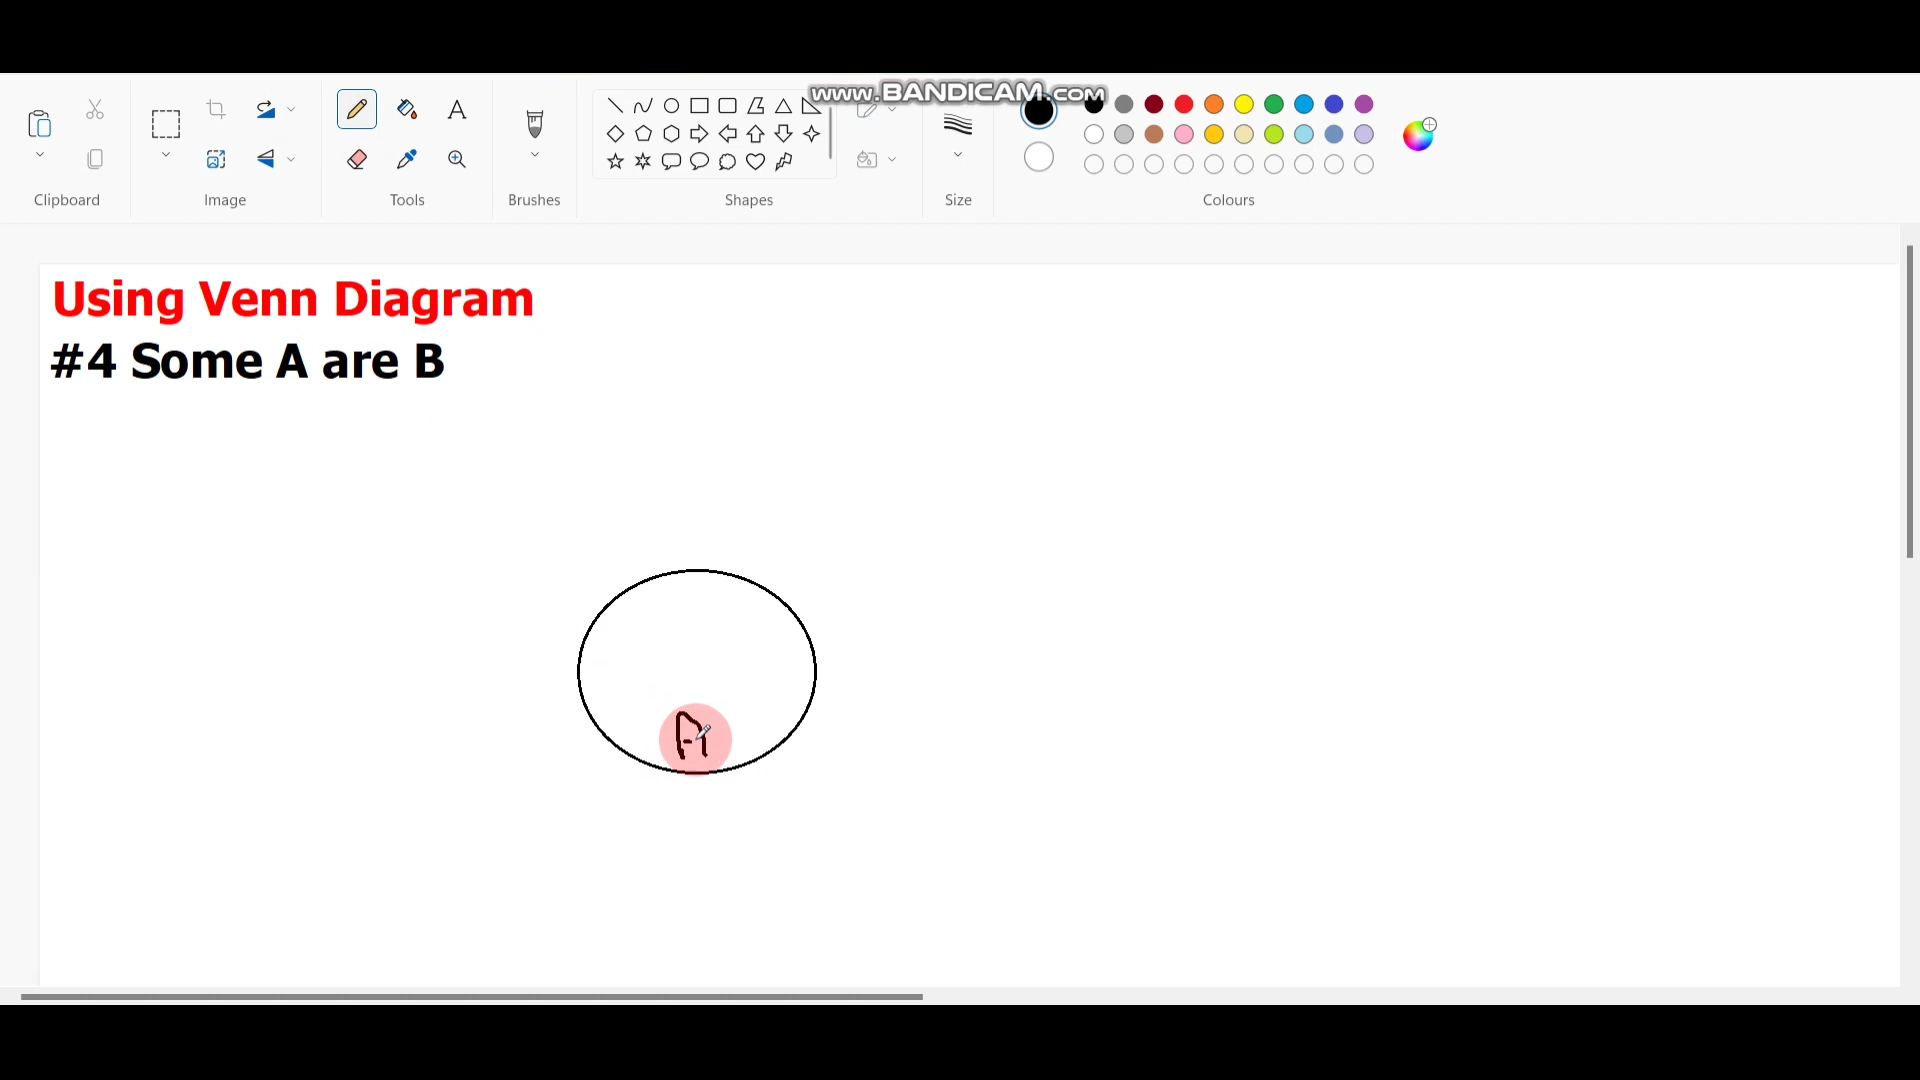 www.BANDICAM.com
Clipboard
Image
Tools
Brushes
Shapes
Size
Colours
Using Venn Diagram
#4 Some A are B
A